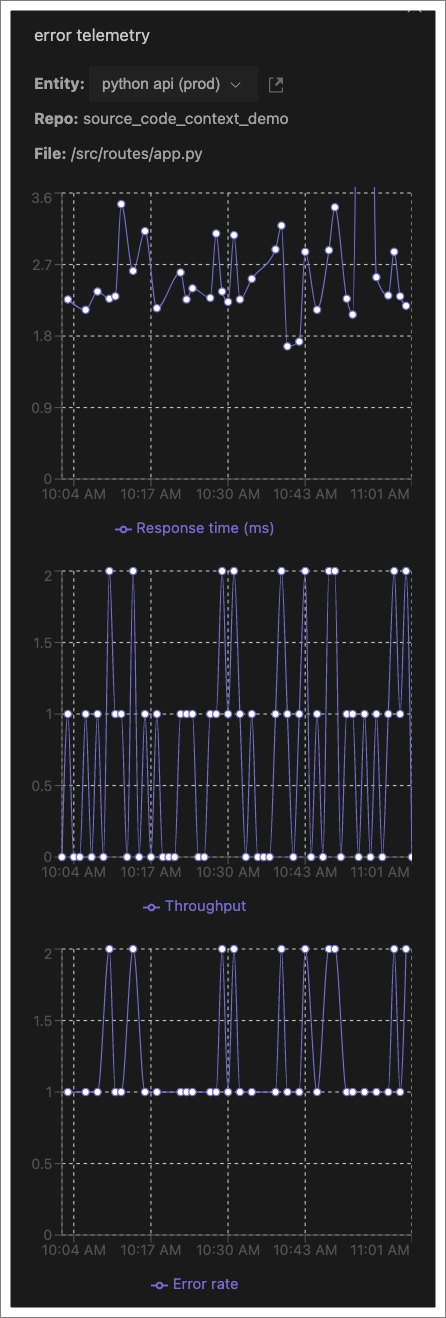 error telemetry
Entity: python api (prod)
Repo: source_code_context_demo
File: /src/routes/app.py
3.6
2.7
1.8
0.9
0
10:04 AM 10:17 AM 10:30 AM 10:43 AM 11:01 AM
Response time (ms)
2
1.5
1
0.5
0
10:04 AM 10:17 AM 10:30 AM 10:43 AM 11:01 AM
Throughput
2
1.5
1
0.5
0
10:04 AM 10:17 AM 10:30 AM 10:43 AM 11:01 AM
Error rate